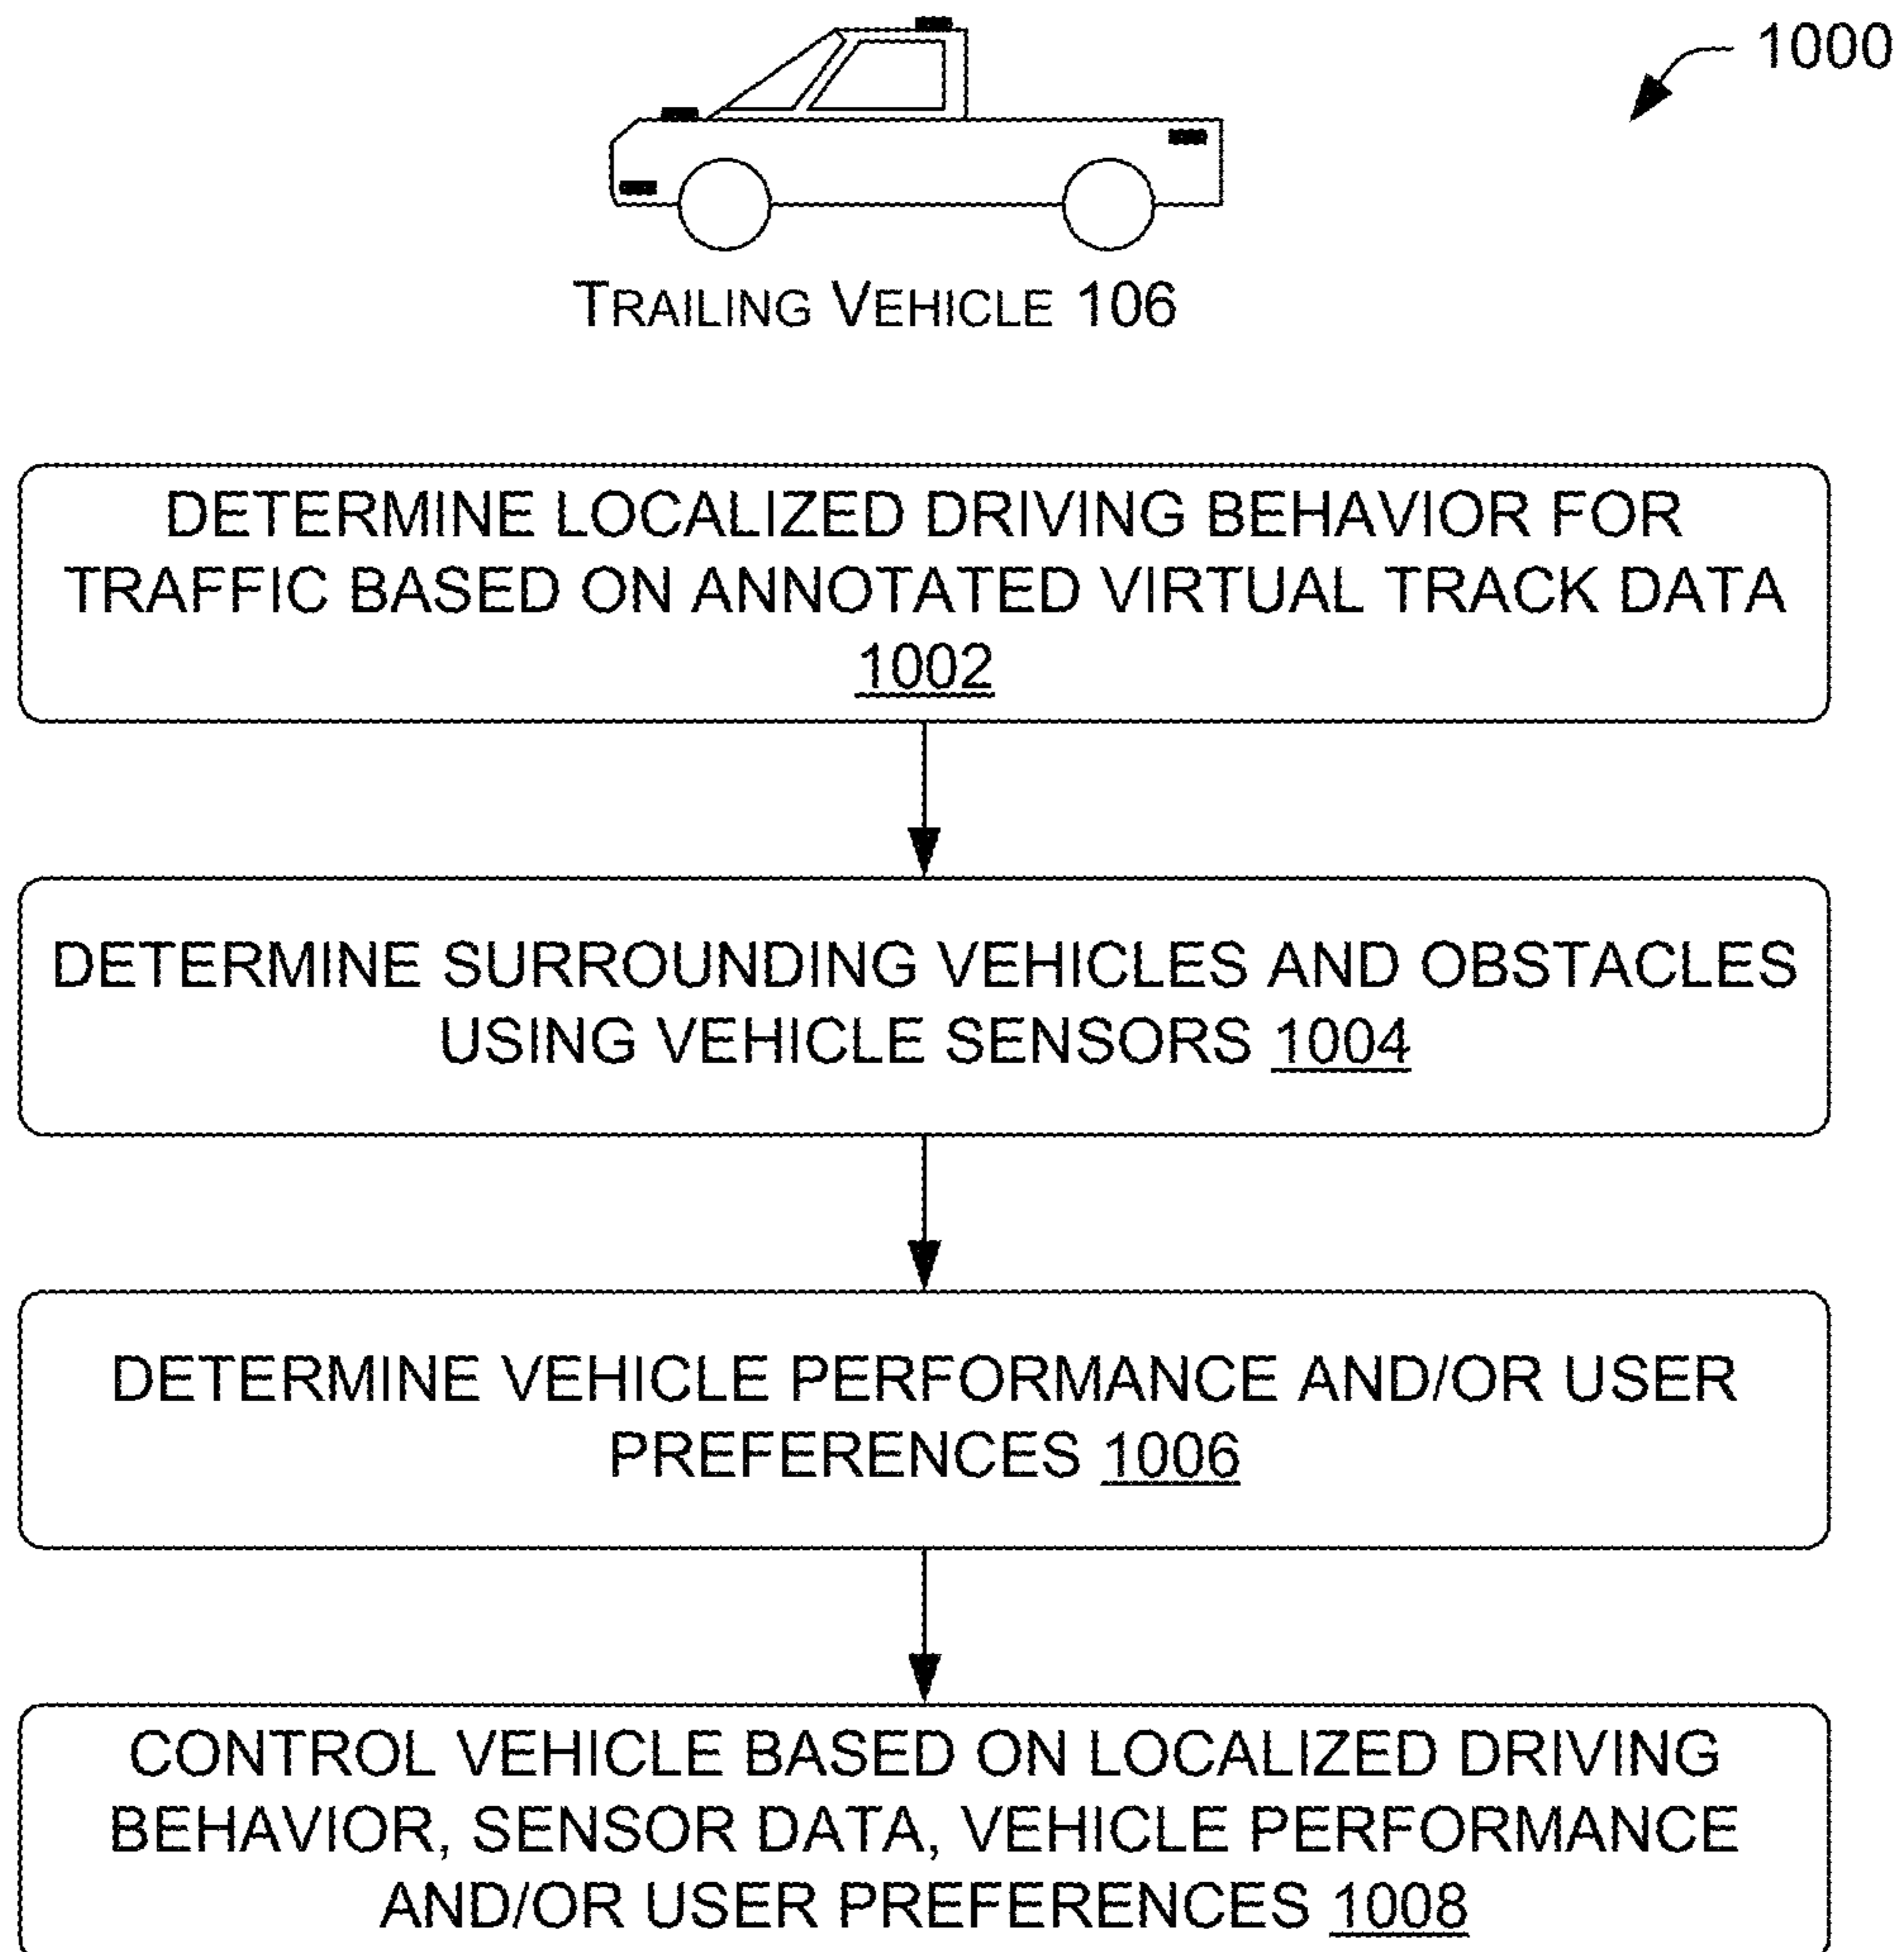 1000
TRAILING VEHICLE 106
DETERMINE LOCALIZED DRIVING BEHAVIOR FOR
TRAFFIC BASED ON ANNOTATED VIRTUAL TRACK DATA
1002
DETERMINE SURROUNDING VEHICLES AND OBSTACLES
USING VEHICLE SENSORS 1004
DETERMINE VEHICLE PERFORMANCE AND/OR USER
PREFERENCES 1006
CONTROL VEHICLE BASED ON LOCALIZED DRIVING
BEHAVIOR, SENSOR DATA, VEHICLE PERFORMANCE
AND/OR USER PREFERENCES 1008